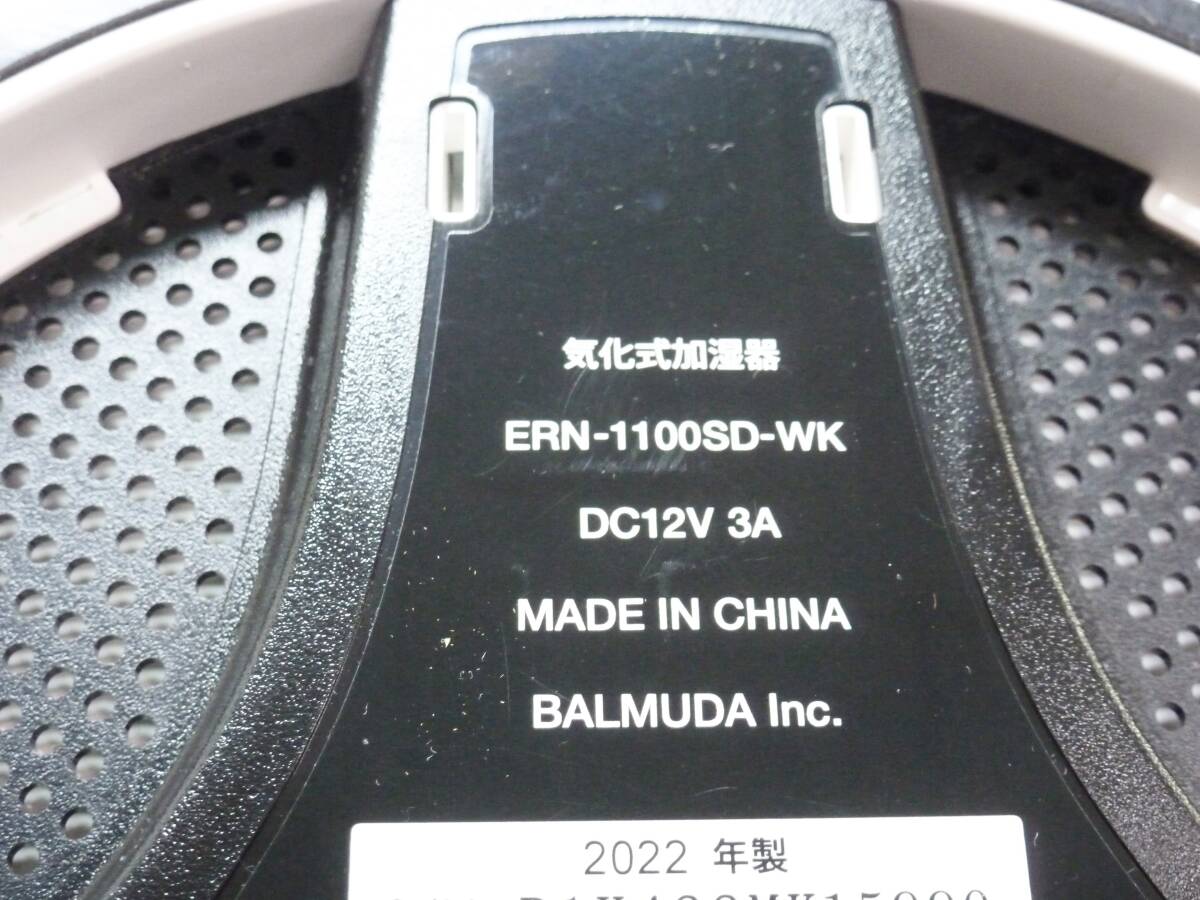 気化式加湿器
ERN-1100SD-WK
DC12V 3A
MADE IN CHINA
BALMUDA Inc.
2022 年製